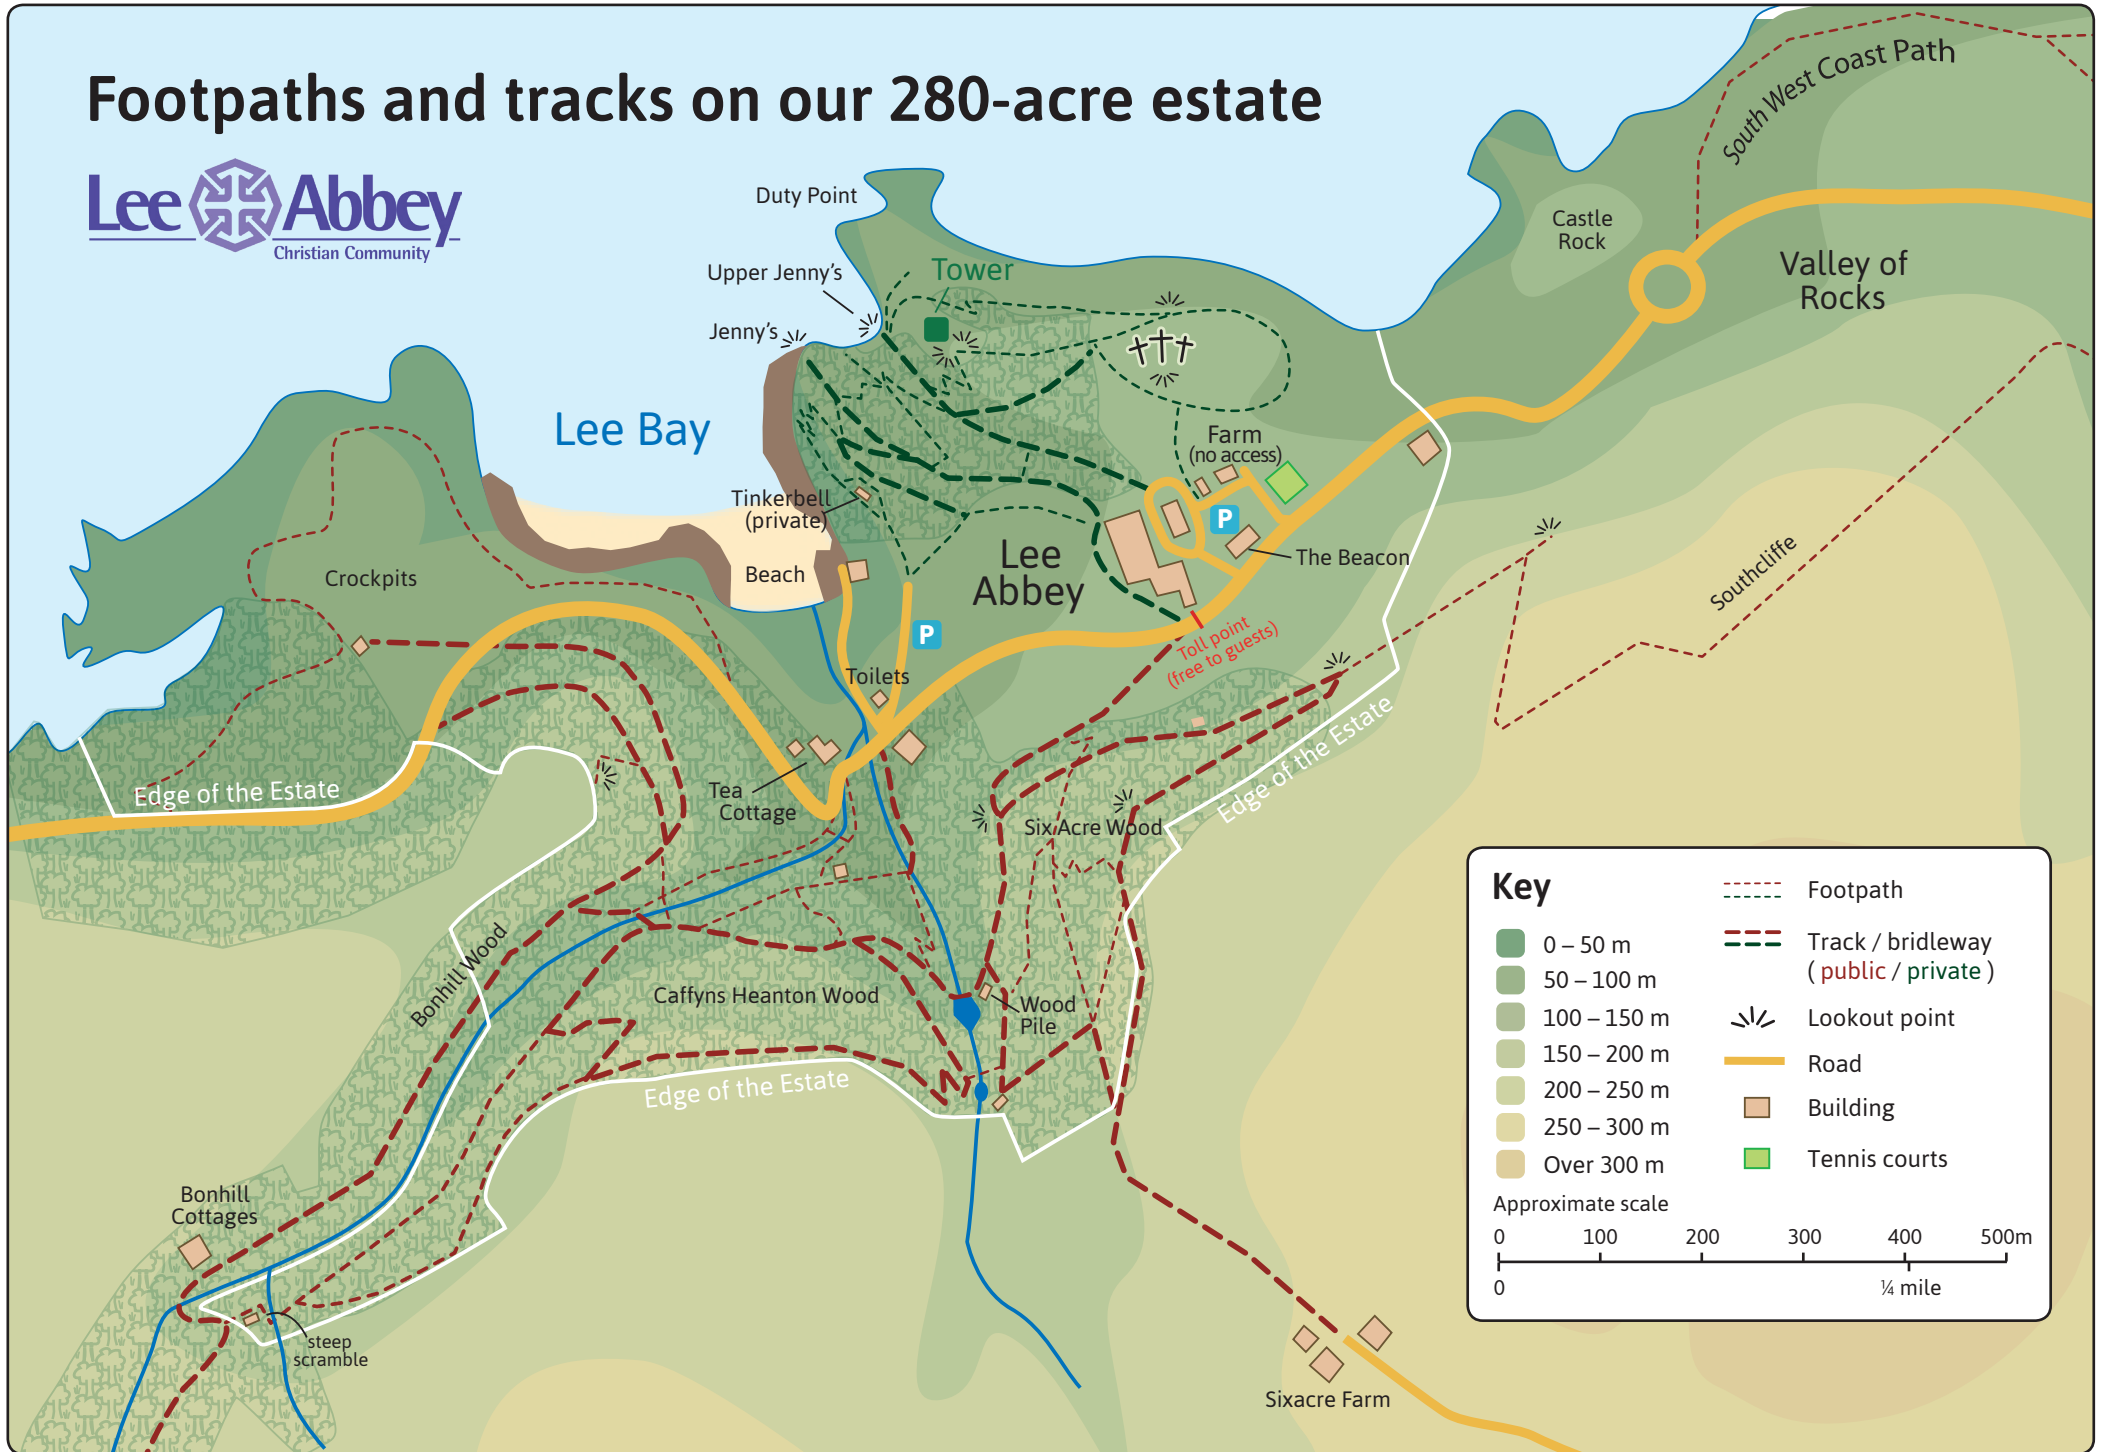 Footpaths and tracks on our 280-acre estate
Lee Abbey
Christian Community
South West Coast Path
Duty Point
Castle
Rock
Upper Jenny's
Tower
Valley of
Rocks
Jenny's
Lee Bay
Farm
(no access)
Tinkerbell
(private)
P
Lee
Abbey
The Beacon
Beach
Crockpits
Southcliffe
P
Toll point
(free to guests)
Toilets
Edge of the Estate
Edge of the Estate
Tea
Cottage
Six Acre Wood
Bonhill Wood
Caffyns Heanton Wood
Wood
Pile
Edge of the Estate
Bonhill
Cottages
steep
scramble
Sixacre Farm
Key
0 – 50 m
50 – 100 m
100 – 150 m
150 – 200 m
200 – 250 m
250 – 300 m
Over 300 m
Footpath
Track / bridleway
( public / private )
Lookout point
Road
Building
Tennis courts
Approximate scale
0 100 200 300 400 500m
0 ¼ mile